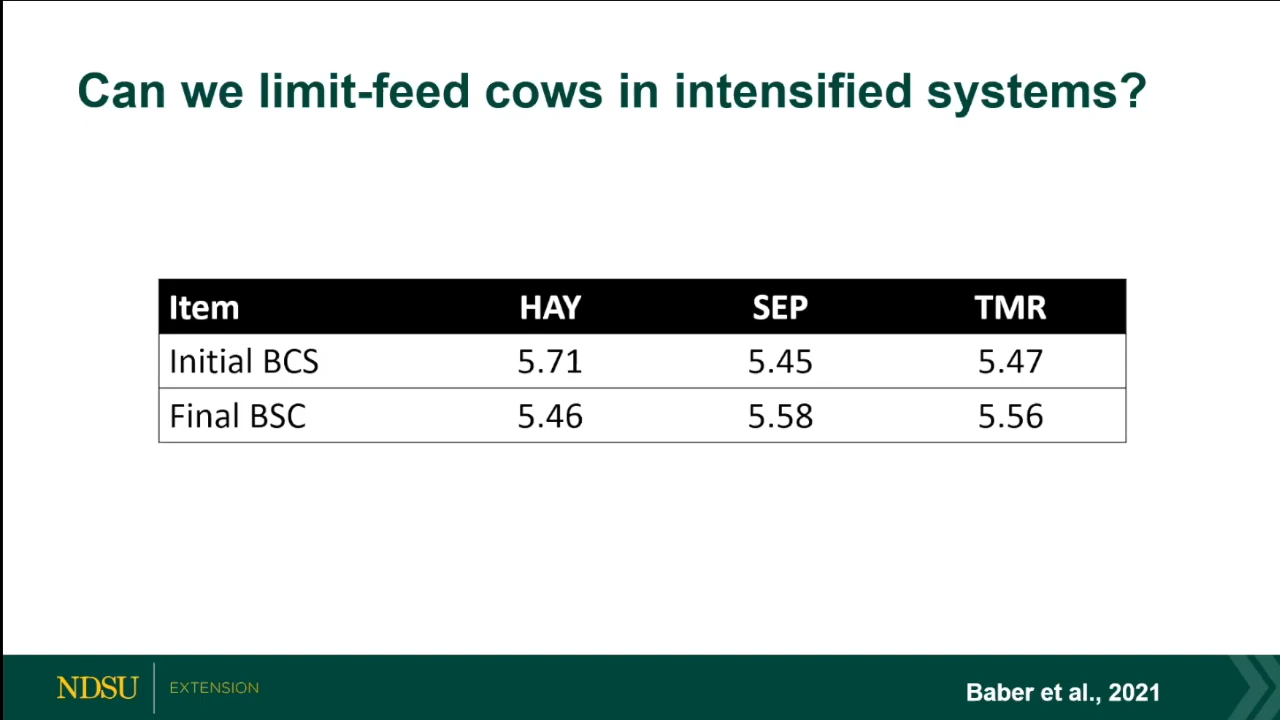 Can we limit-feed cows in intensified systems?
Item HAY SEP TMR
Initial BCS 5.71 5.45 5.47
Final BSC 5.46 5.58 5.56
NDSU EXTENSION
Baber et al., 2021